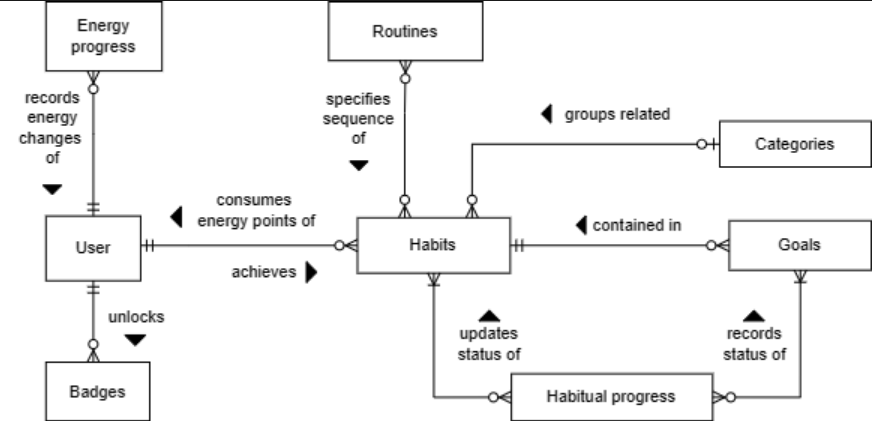 Energy
progress
Routines
records
energy
changes
of
specifies
sequence
of
groups related
Categories
consumes
energy points of
User
Habits
contained in
Goals
achieves
unlocks
updates
status of
records
status of
Badges
Habitual progress